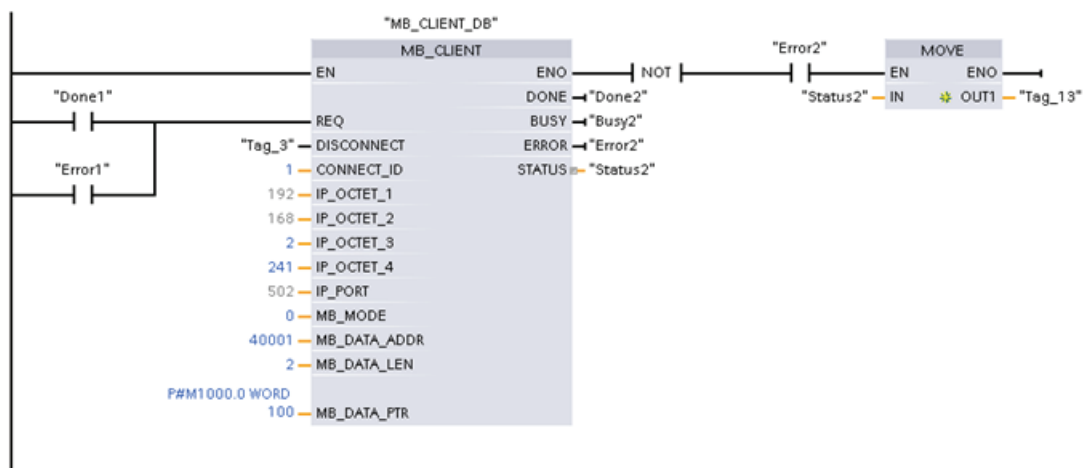 "MB_CLIENT_DB"
MB_CLIENT
"Error2"
MOVE
EN
ENO
NOT
EN
ENO
"Done1"
DONE
"Done2"
"Status2"
IN
OUT1
"Tag_13"
REQ
BUSY
"Busy2"
"Tag_3"
DISCONNECT
ERROR
"Error2"
"Error1"
1
CONNECT_ID
STATUS
"Status2"
192
IP_OCTET_1
168
IP_OCTET_2
2
IP_OCTET_3
241
IP_OCTET_4
502
IP_PORT
0
MB_MODE
40001
MB_DATA_ADDR
2
MB_DATA_LEN
P#M1000.0 WORD
100
MB_DATA_PTR